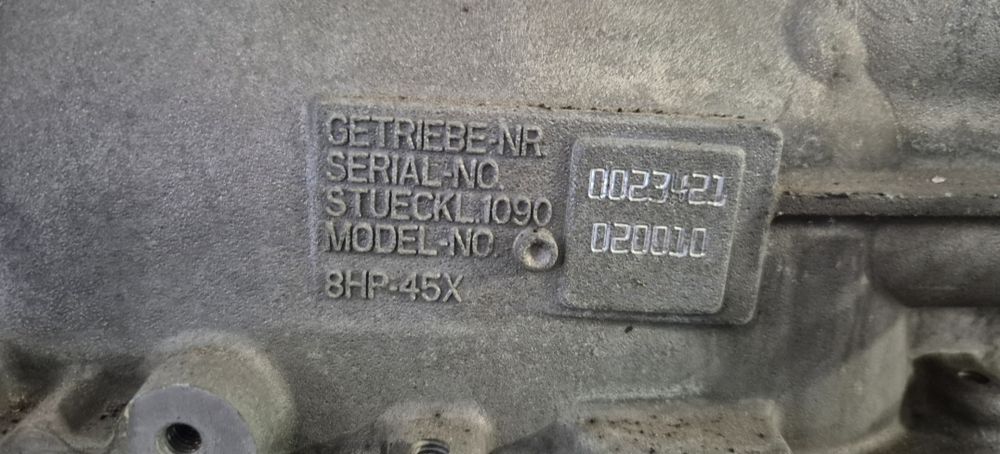 GETRIEBE-NR.
SERIAL-NO. 0023421
STUECKL.1090
MODEL-NO. 020010
8HP-45X